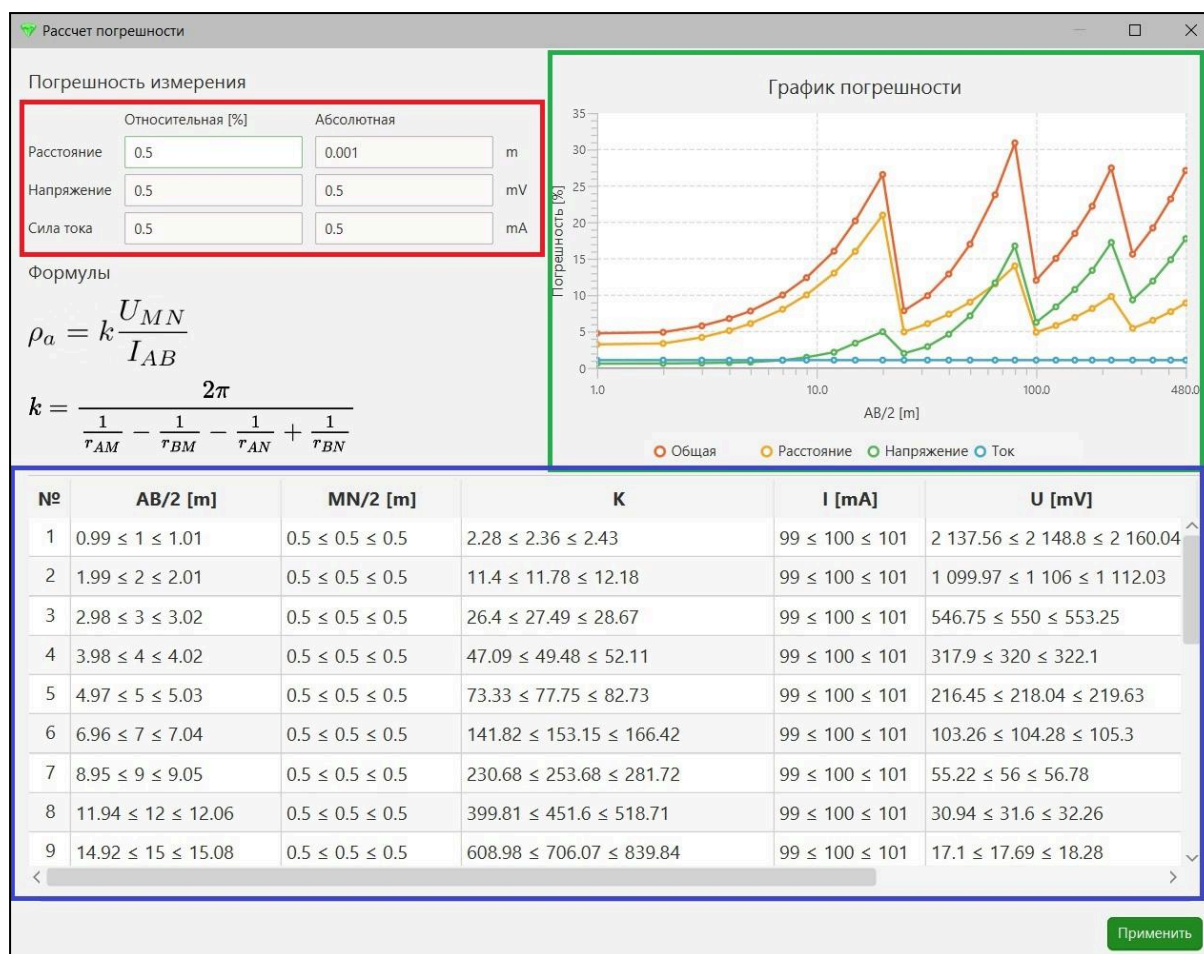 Рассчет погрешности
Погрешность измерения
Относительная [%] Абсолютная
Расстояние 0.5 0.001 m
Напряжение 0.5 0.5 mV
Сила тока 0.5 0.5 mA
Формулы
ρₐ = k U_{MN} / I_{AB}
k = 2π / (1/r_{AM} − 1/r_{BM} − 1/r_{AN} + 1/r_{BN})
График погрешности
Погрешность [%]
35
30
25
20
15
10
5
0
1.0 10.0 100.0 480.0
AB/2 [m]
Общая Расстояние Напряжение Ток
№ AB/2 [m] MN/2 [m] K I [mA] U [mV]
1 0.99 ≤ 1 ≤ 1.01 0.5 ≤ 0.5 ≤ 0.5 2.28 ≤ 2.36 ≤ 2.43 99 ≤ 100 ≤ 101 2 137.56 ≤ 2 148.8 ≤ 2 160.04
2 1.99 ≤ 2 ≤ 2.01 0.5 ≤ 0.5 ≤ 0.5 11.4 ≤ 11.78 ≤ 12.18 99 ≤ 100 ≤ 101 1 099.97 ≤ 1 106 ≤ 1 112.03
3 2.98 ≤ 3 ≤ 3.02 0.5 ≤ 0.5 ≤ 0.5 26.4 ≤ 27.49 ≤ 28.67 99 ≤ 100 ≤ 101 546.75 ≤ 550 ≤ 553.25
4 3.98 ≤ 4 ≤ 4.02 0.5 ≤ 0.5 ≤ 0.5 47.09 ≤ 49.48 ≤ 52.11 99 ≤ 100 ≤ 101 317.9 ≤ 320 ≤ 322.1
5 4.97 ≤ 5 ≤ 5.03 0.5 ≤ 0.5 ≤ 0.5 73.33 ≤ 77.75 ≤ 82.73 99 ≤ 100 ≤ 101 216.45 ≤ 218.04 ≤ 219.63
6 6.96 ≤ 7 ≤ 7.04 0.5 ≤ 0.5 ≤ 0.5 141.82 ≤ 153.15 ≤ 166.42 99 ≤ 100 ≤ 101 103.26 ≤ 104.28 ≤ 105.3
7 8.95 ≤ 9 ≤ 9.05 0.5 ≤ 0.5 ≤ 0.5 230.68 ≤ 253.68 ≤ 281.72 99 ≤ 100 ≤ 101 55.22 ≤ 56 ≤ 56.78
8 11.94 ≤ 12 ≤ 12.06 0.5 ≤ 0.5 ≤ 0.5 399.81 ≤ 451.6 ≤ 518.71 99 ≤ 100 ≤ 101 30.94 ≤ 31.6 ≤ 32.26
9 14.92 ≤ 15 ≤ 15.08 0.5 ≤ 0.5 ≤ 0.5 608.98 ≤ 706.07 ≤ 839.84 99 ≤ 100 ≤ 101 17.1 ≤ 17.69 ≤ 18.28
Применить